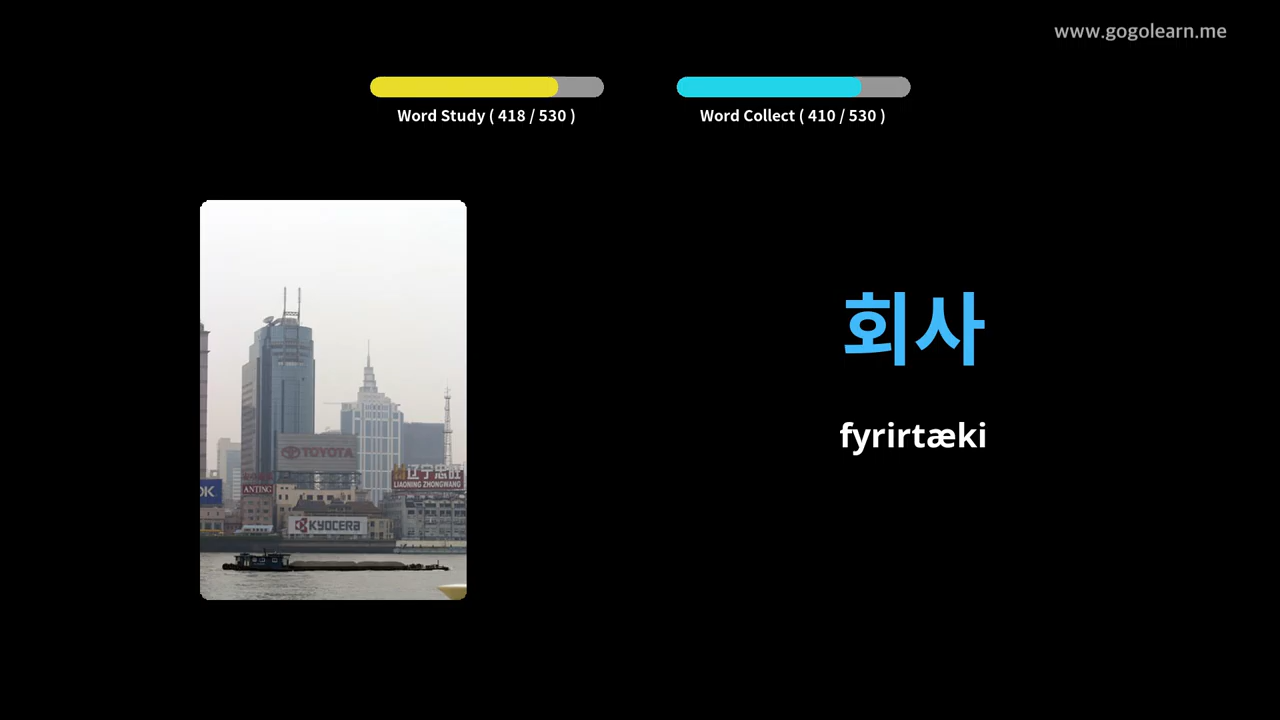 www.gogolearn.me
Word Study ( 418 / 530 )
Word Collect ( 410 / 530 )
회사
fyrirtæki
TOYOTA
辽宁忠旺
LIAONING ZHONGWANG
OK
ANTING
KYOCERA